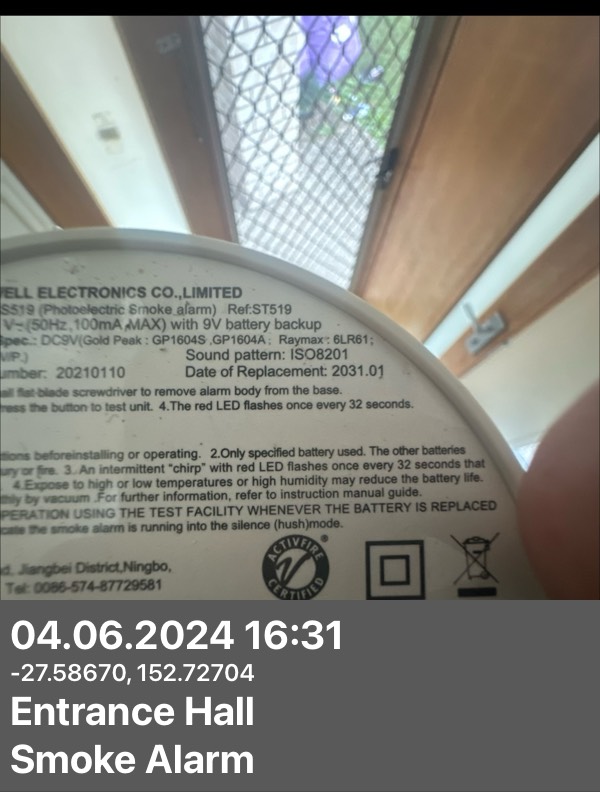 ELL ELECTRONICS CO.,LIMITED
S519 (Photoelectric Smoke alarm) Ref:ST519
V~(50Hz,100mA,MAX) with 9V battery backup
Spec.: DC9V(Gold Peak : GP1604S ,GP1604A ; Raymax : 6LR61;
Sound pattern: ISO8201
umber: 20210110 Date of Replacement: 2031.01
all flat-blade screwdriver to remove alarm body from the base.
ress the button to test unit. 4.The red LED flashes once every 32 seconds.
tions beforeinstalling or operating. 2.Only specified battery used. The other batteries
ury or fire. 3. An intermittent "chirp" with red LED flashes once every 32 seconds that
4.Expose to high or low temperatures or high humidity may reduce the battery life.
thly by vacuum .For further information, refer to instruction manual guide.
PERATION USING THE TEST FACILITY WHENEVER THE BATTERY IS REPLACED
cate the smoke alarm is running into the silence (hush)mode.
ACTIVFIRE
CERTIFIED
®
d. Jiangbei District,Ningbo,
Tel: 0086-574-87729581
04.06.2024 16:31
-27.58670, 152.72704
Entrance Hall
Smoke Alarm